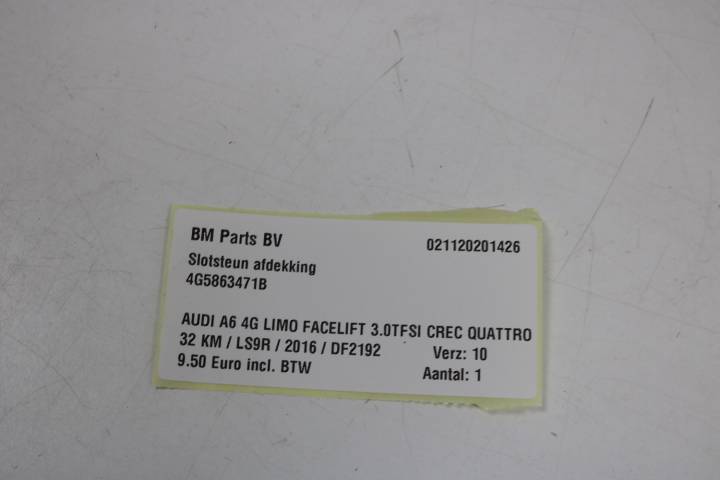 BM Parts BV 021120201426
Slotsteun afdekking
4G5863471B
AUDI A6 4G LIMO FACELIFT 3.0TFSI CREC QUATTRO
32 KM / LS9R / 2016 / DF2192 Verz: 10
9.50 Euro incl. BTW Aantal: 1